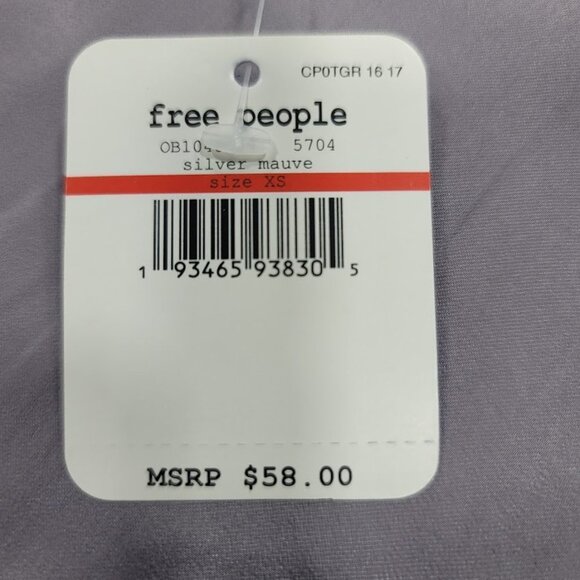 CP0TGR 16 17
free people
5704
silver mauve
size XS
1 93465 93830 5
MSRP $58.00